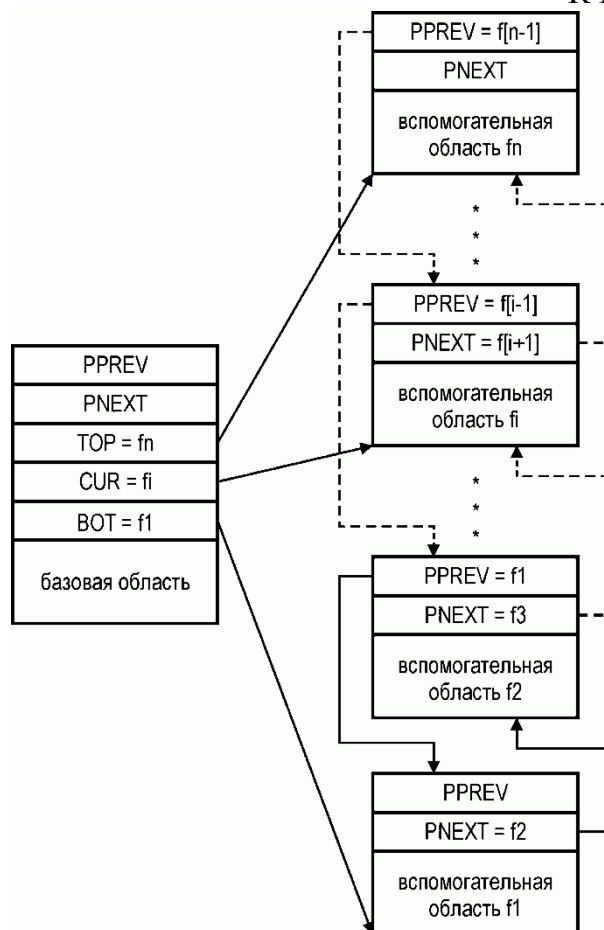 PPREV = f[n-1]
PNEXT
вспомогательная
область fn
*
*
*
PPREV = f[i-1]
PNEXT = f[i+1]
вспомогательная
область fi
*
*
*
PPREV
PNEXT
TOP = fn
CUR = fi
BOT = f1
базовая область
PPREV = f1
PNEXT = f3
вспомогательная
область f2
PPREV
PNEXT = f2
вспомогательная
область f1